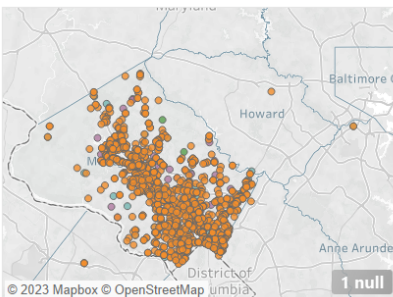 Maryland
Baltimore C
Howard
M
Anne Arunde
District of
umbia
© 2023 Mapbox © OpenStreetMap
1 null